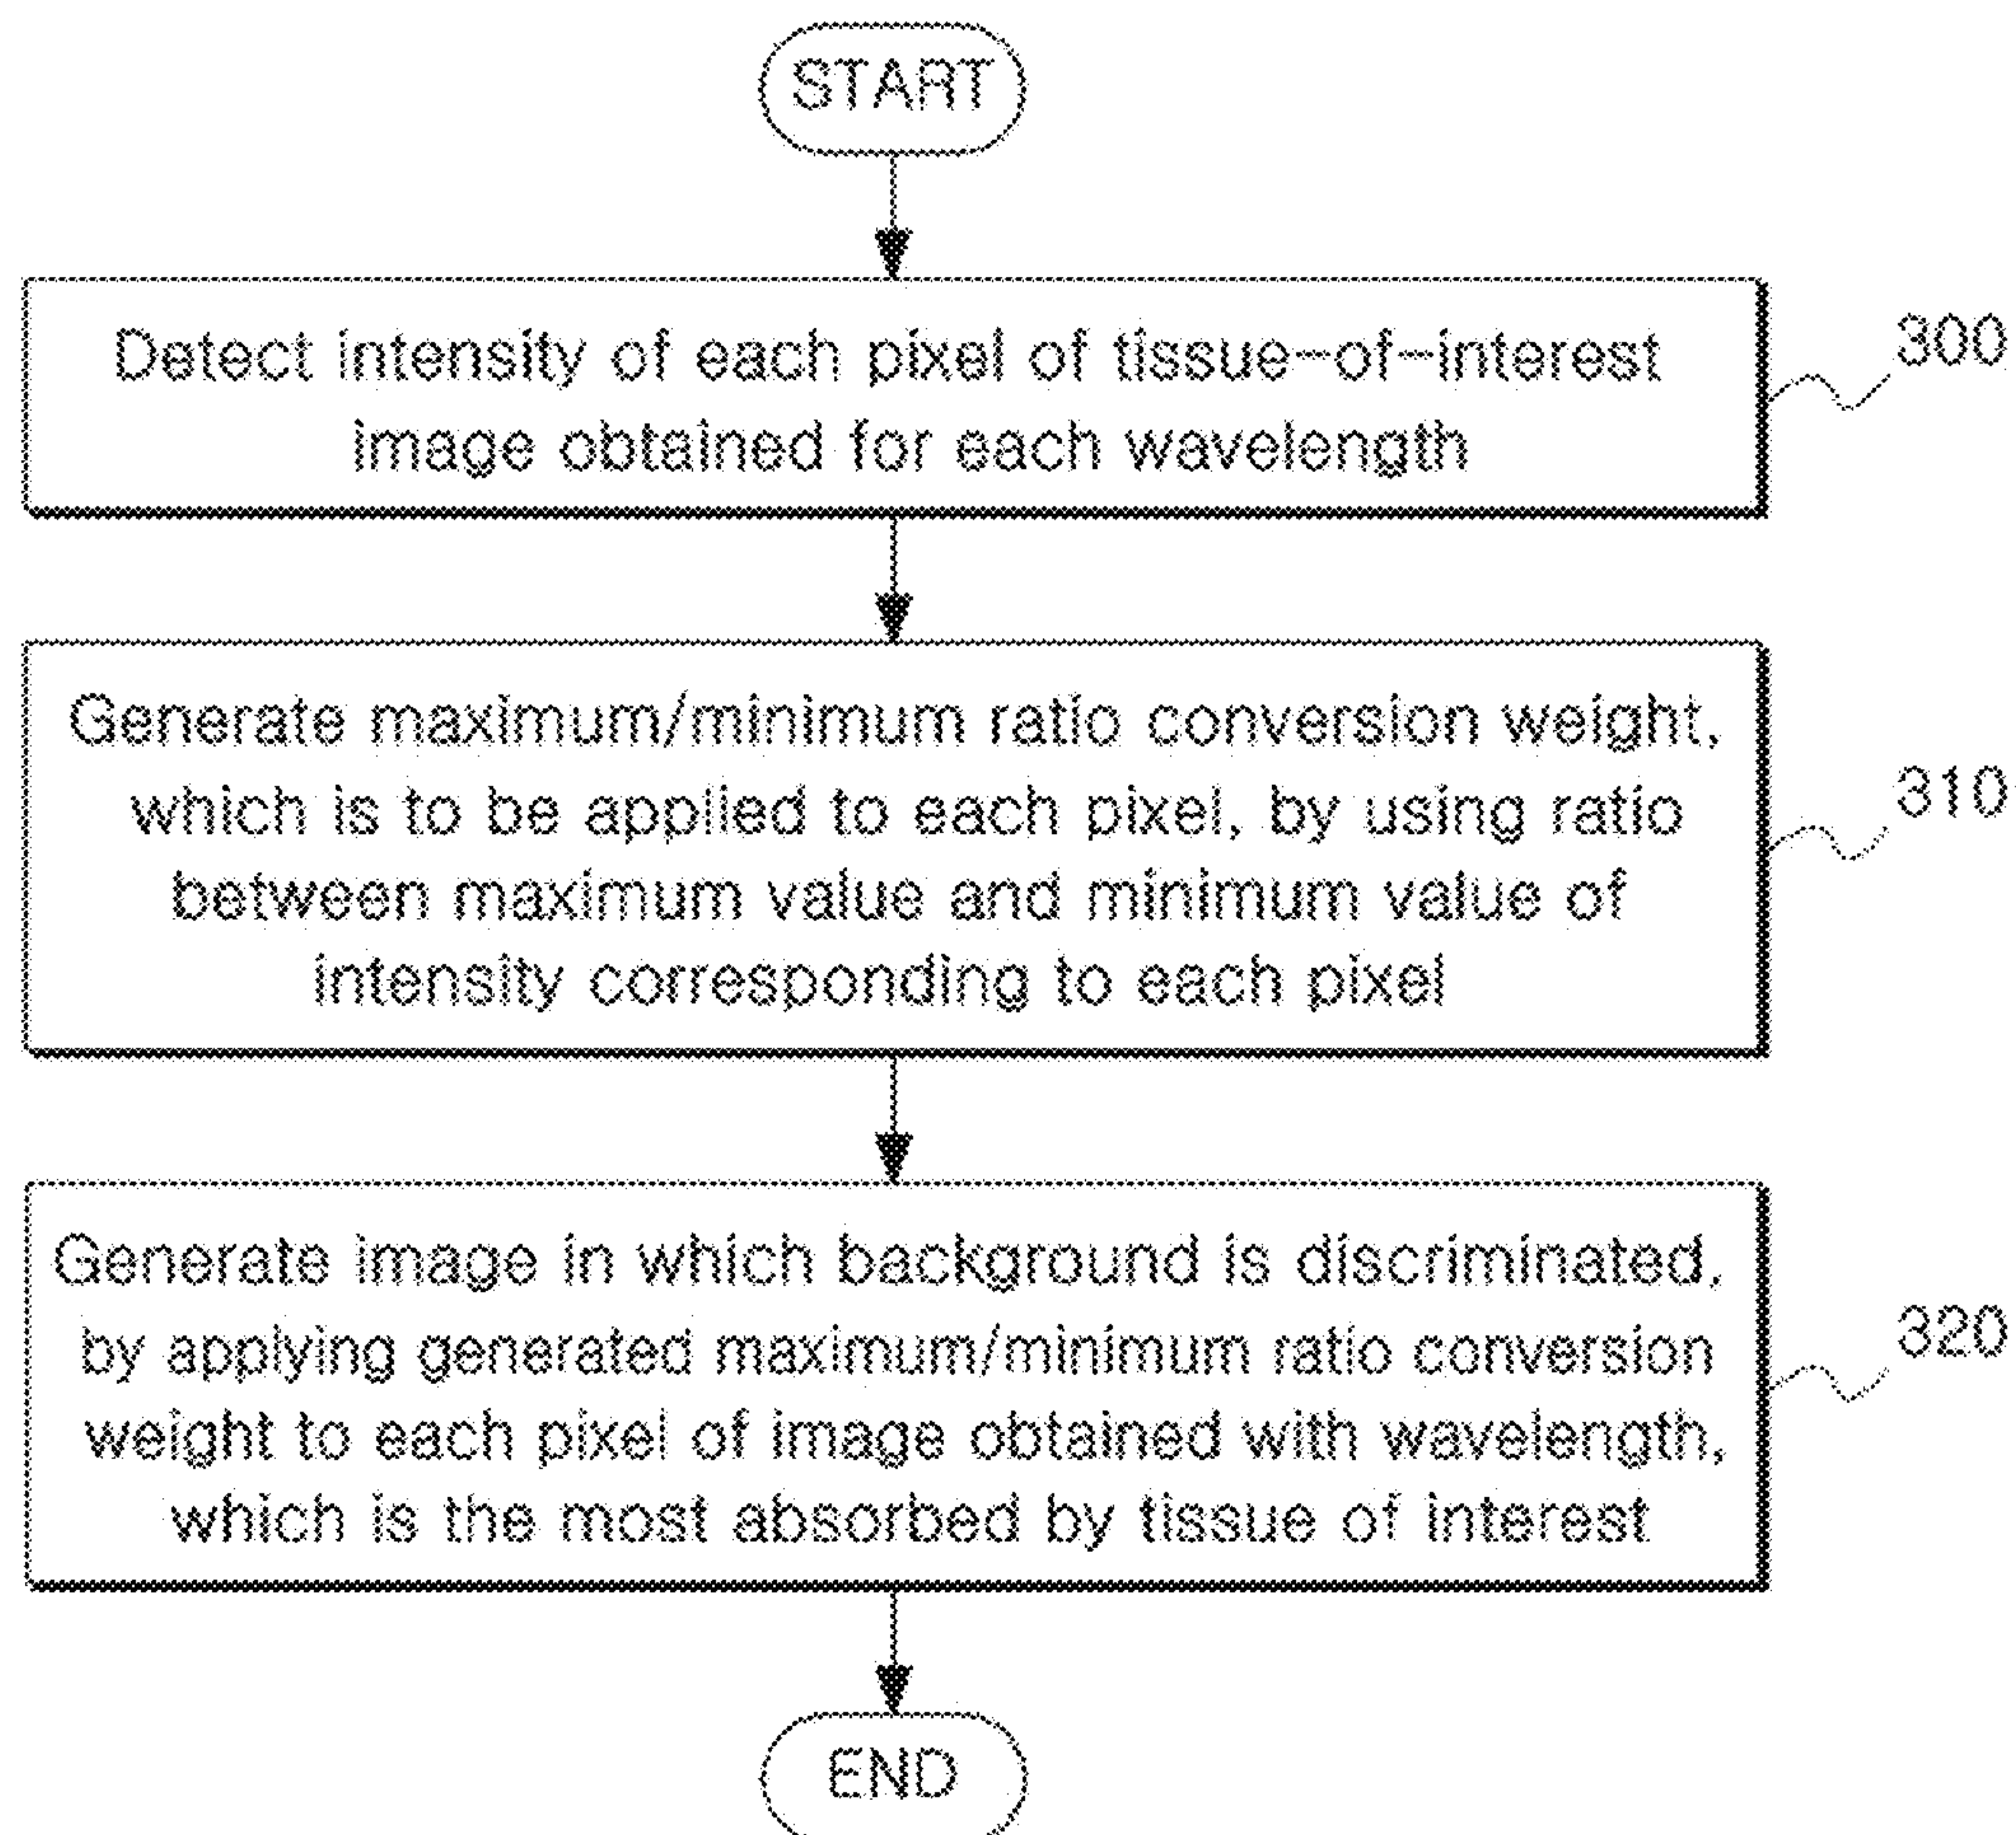 START
Detect intensity of each pixel of tissue-of-interest
image obtained for each wavelength
300
Generate maximum/minimum ratio conversion weight,
which is to be applied to each pixel, by using ratio
between maximum value and minimum value of
intensity corresponding to each pixel
310
Generate image in which background is discriminated,
by applying generated maximum/minimum ratio conversion
weight to each pixel of image obtained with wavelength,
which is the most absorbed by tissue of interest
320
END